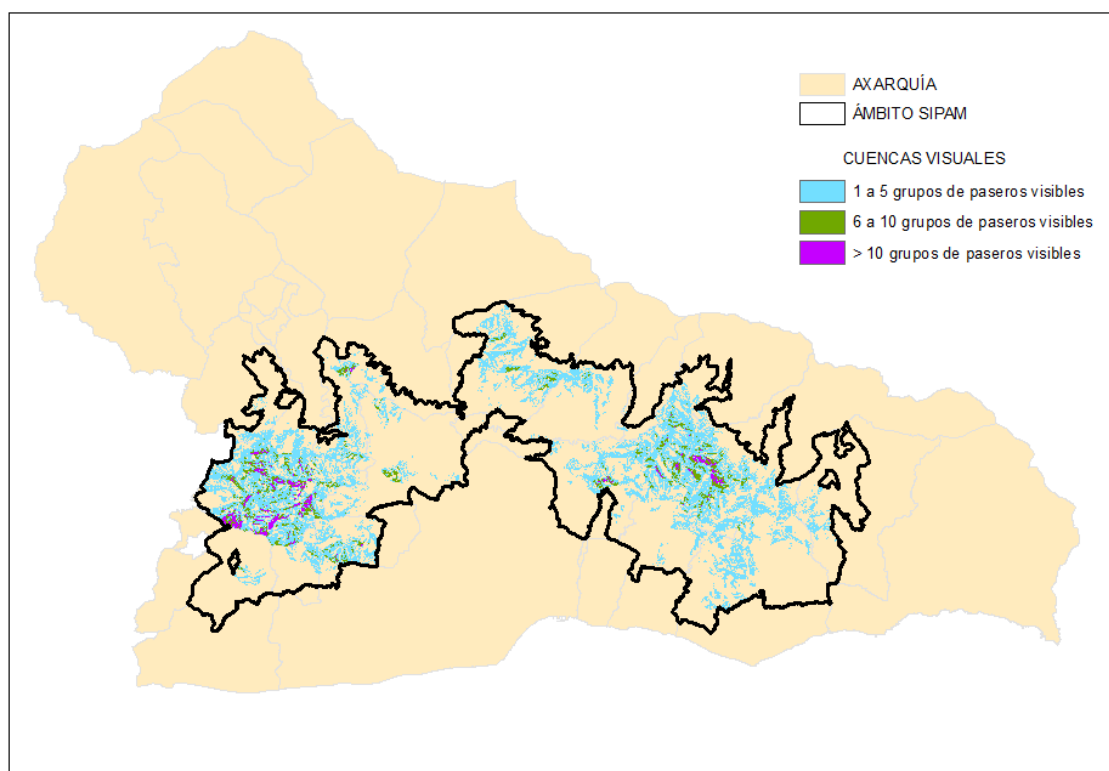 AXARQUÍA
ÁMBITO SIPAM
CUENCAS VISUALES
1 a 5 grupos de paseros visibles
6 a 10 grupos de paseros visibles
> 10 grupos de paseros visibles